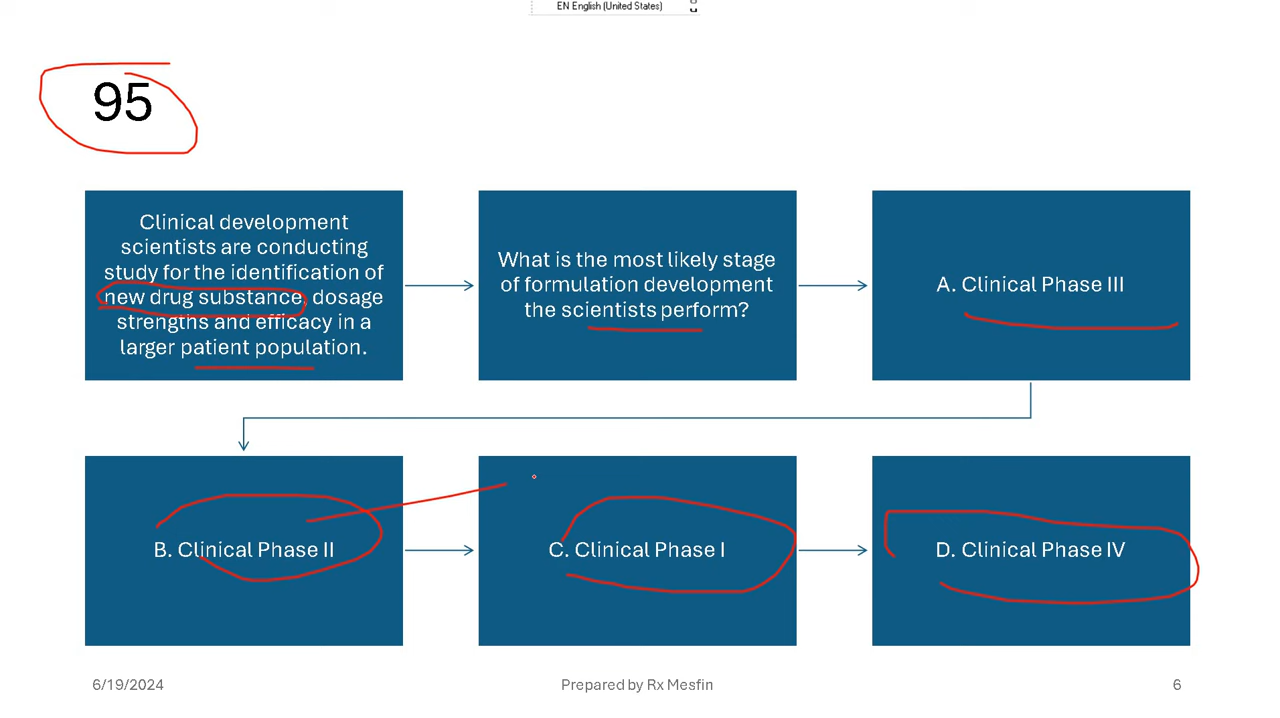 EN English (United States)
95
Clinical development
scientists are conducting
study for the identification of
new drug substance, dosage
strengths and efficacy in a
larger patient population.
What is the most likely stage
of formulation development
the scientists perform?
A. Clinical Phase III
B. Clinical Phase II
C. Clinical Phase I
D. Clinical Phase IV
6/19/2024
Prepared by Rx Mesfin
6